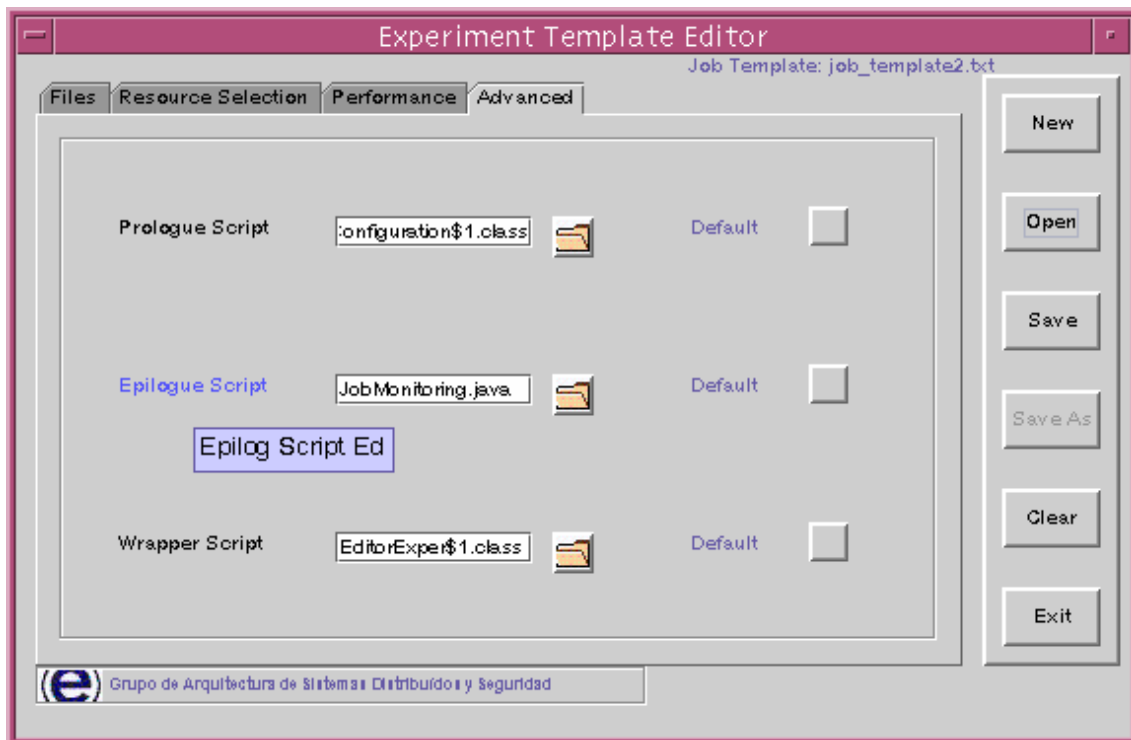 Experiment Template Editor
Job Template: job_template2.txt
Files Resource Selection Performance Advanced
New
Prologue Script :onfiguration$1.class Default
Open
Save
Epilogue Script JobMonitoring.java Default
Save As
Epilog Script Ed
Clear
Wrapper Script EditorExper$1.class Default
Exit
(e) Grupo de Arquitectura de Sistemas Distribuídos y Seguridad